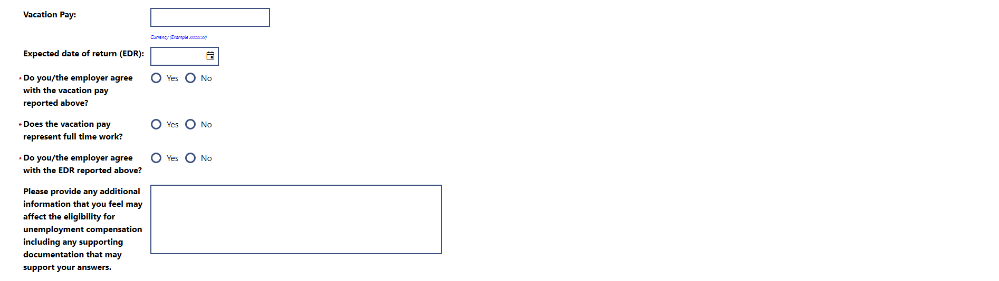 Vacation Pay:
Currency (Example xxxxx.xx)
Expected date of return (EDR):
* Do you/the employer agree
with the vacation pay
reported above?
Yes No
* Does the vacation pay
represent full time work?
Yes No
* Do you/the employer agree
with the EDR reported above?
Yes No
Please provide any additional
information that you feel may
affect the eligibility for
unemployment compensation
including any supporting
documentation that may
support your answers.